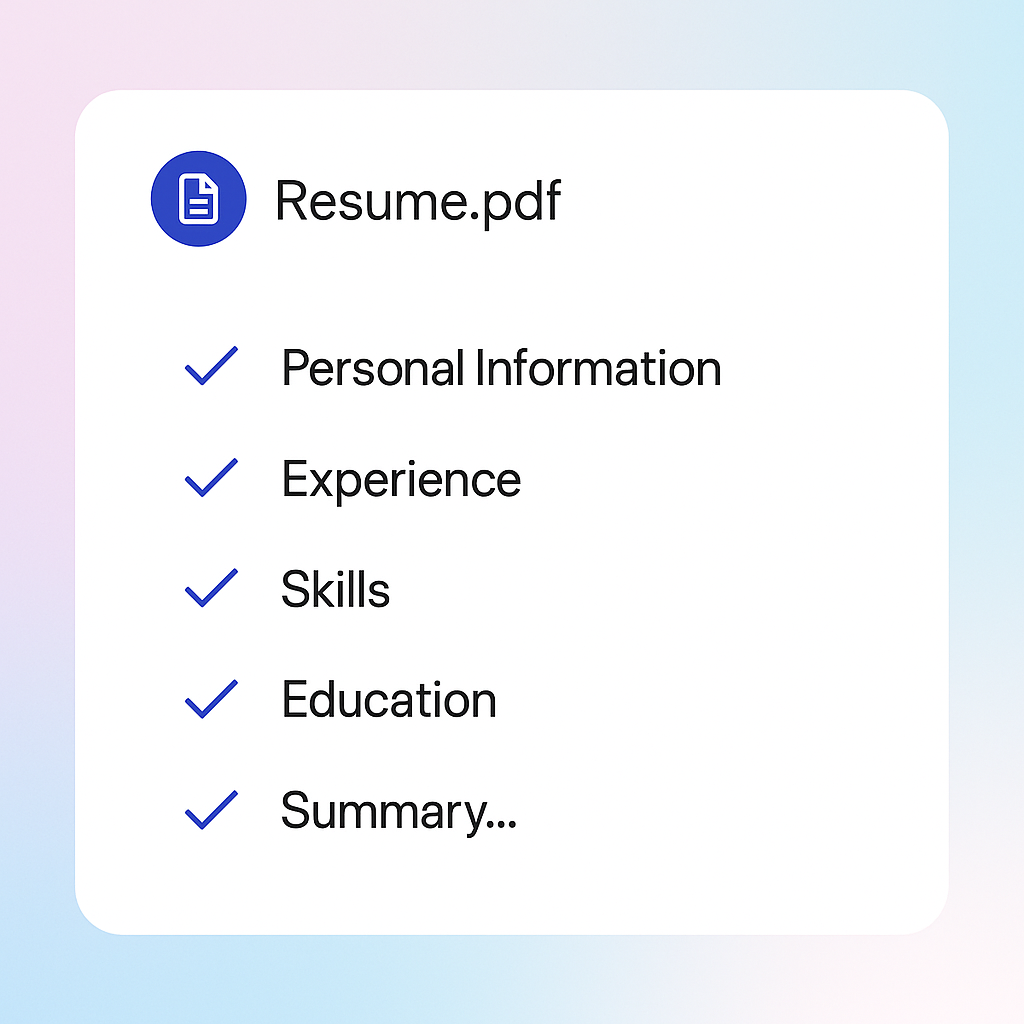 Resume.pdf
Personal Information
Experience
Skills
Education
Summary...